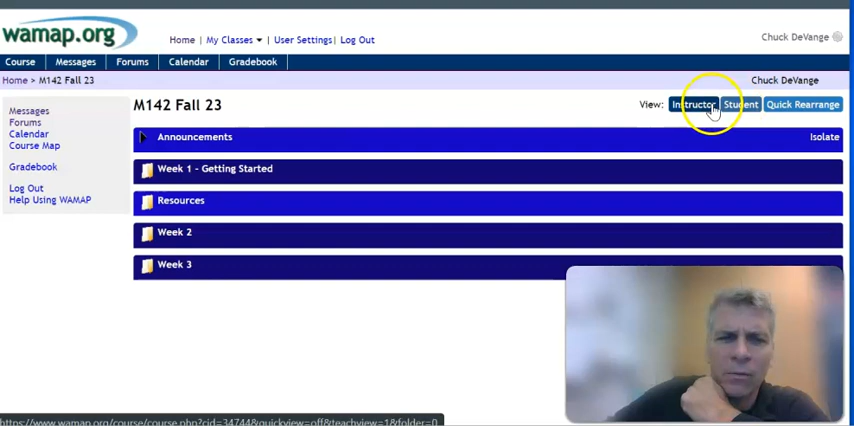 wamap.org
Home | My Classes | User Settings | Log Out
Chuck DeVange
Course Messages Forums Calendar Gradebook
Home > M142 Fall 23
Chuck DeVange
Messages
Forums
Calendar
Course Map
Gradebook
Log Out
Help Using WAMAP
M142 Fall 23
View: Instructor Student Quick Rearrange
Announcements
Isolate
Week 1 - Getting Started
Resources
Week 2
Week 3
https://www.wamap.org/course/course.php?cid=34744&quickview=off&teachview=1&folder=0